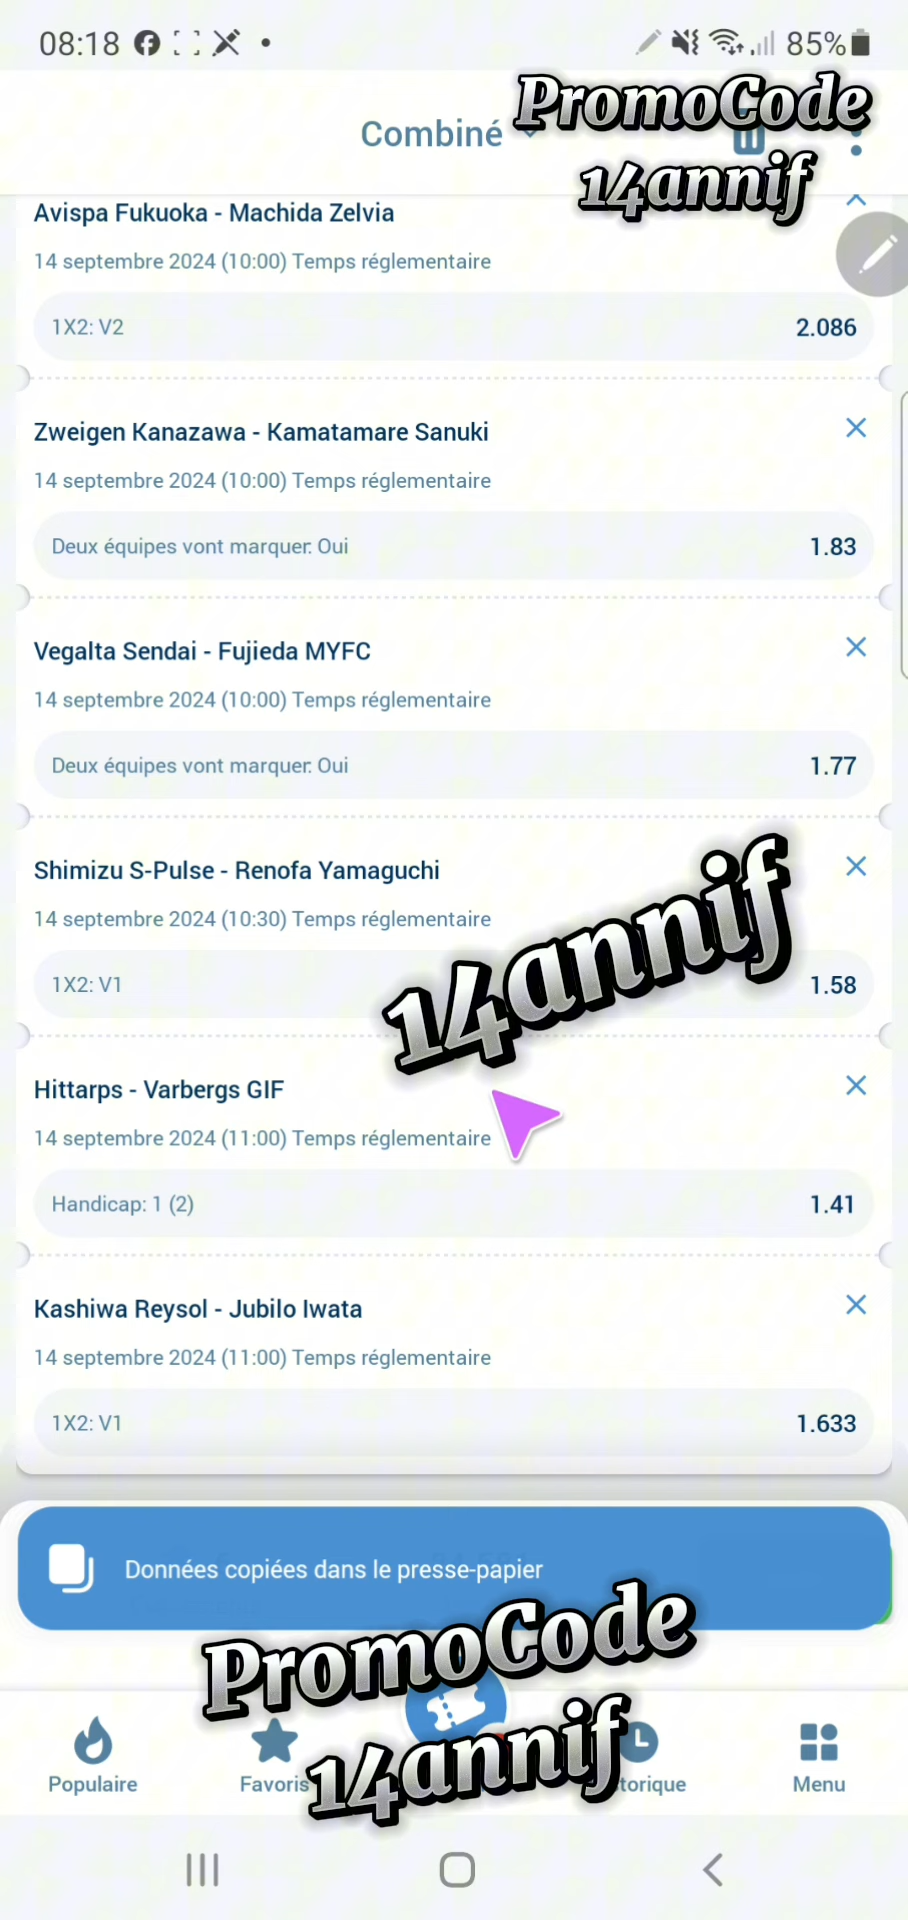 08:18
85%
Combiné
PromoCode
14annif
Avispa Fukuoka - Machida Zelvia
14 septembre 2024 (10:00) Temps réglementaire
1X2: V2
2.086
Zweigen Kanazawa - Kamatamare Sanuki
14 septembre 2024 (10:00) Temps réglementaire
Deux équipes vont marquer: Oui
1.83
Vegalta Sendai - Fujieda MYFC
14 septembre 2024 (10:00) Temps réglementaire
Deux équipes vont marquer: Oui
1.77
Shimizu S-Pulse - Renofa Yamaguchi
14 septembre 2024 (10:30) Temps réglementaire
1X2: V1
1.58
14annif
Hittarps - Varbergs GIF
14 septembre 2024 (11:00) Temps réglementaire
Handicap: 1 (2)
1.41
Kashiwa Reysol - Jubilo Iwata
14 septembre 2024 (11:00) Temps réglementaire
1X2: V1
1.633
Données copiées dans le presse-papier
PromoCode
14annif
Populaire
Favoris
torique
Menu